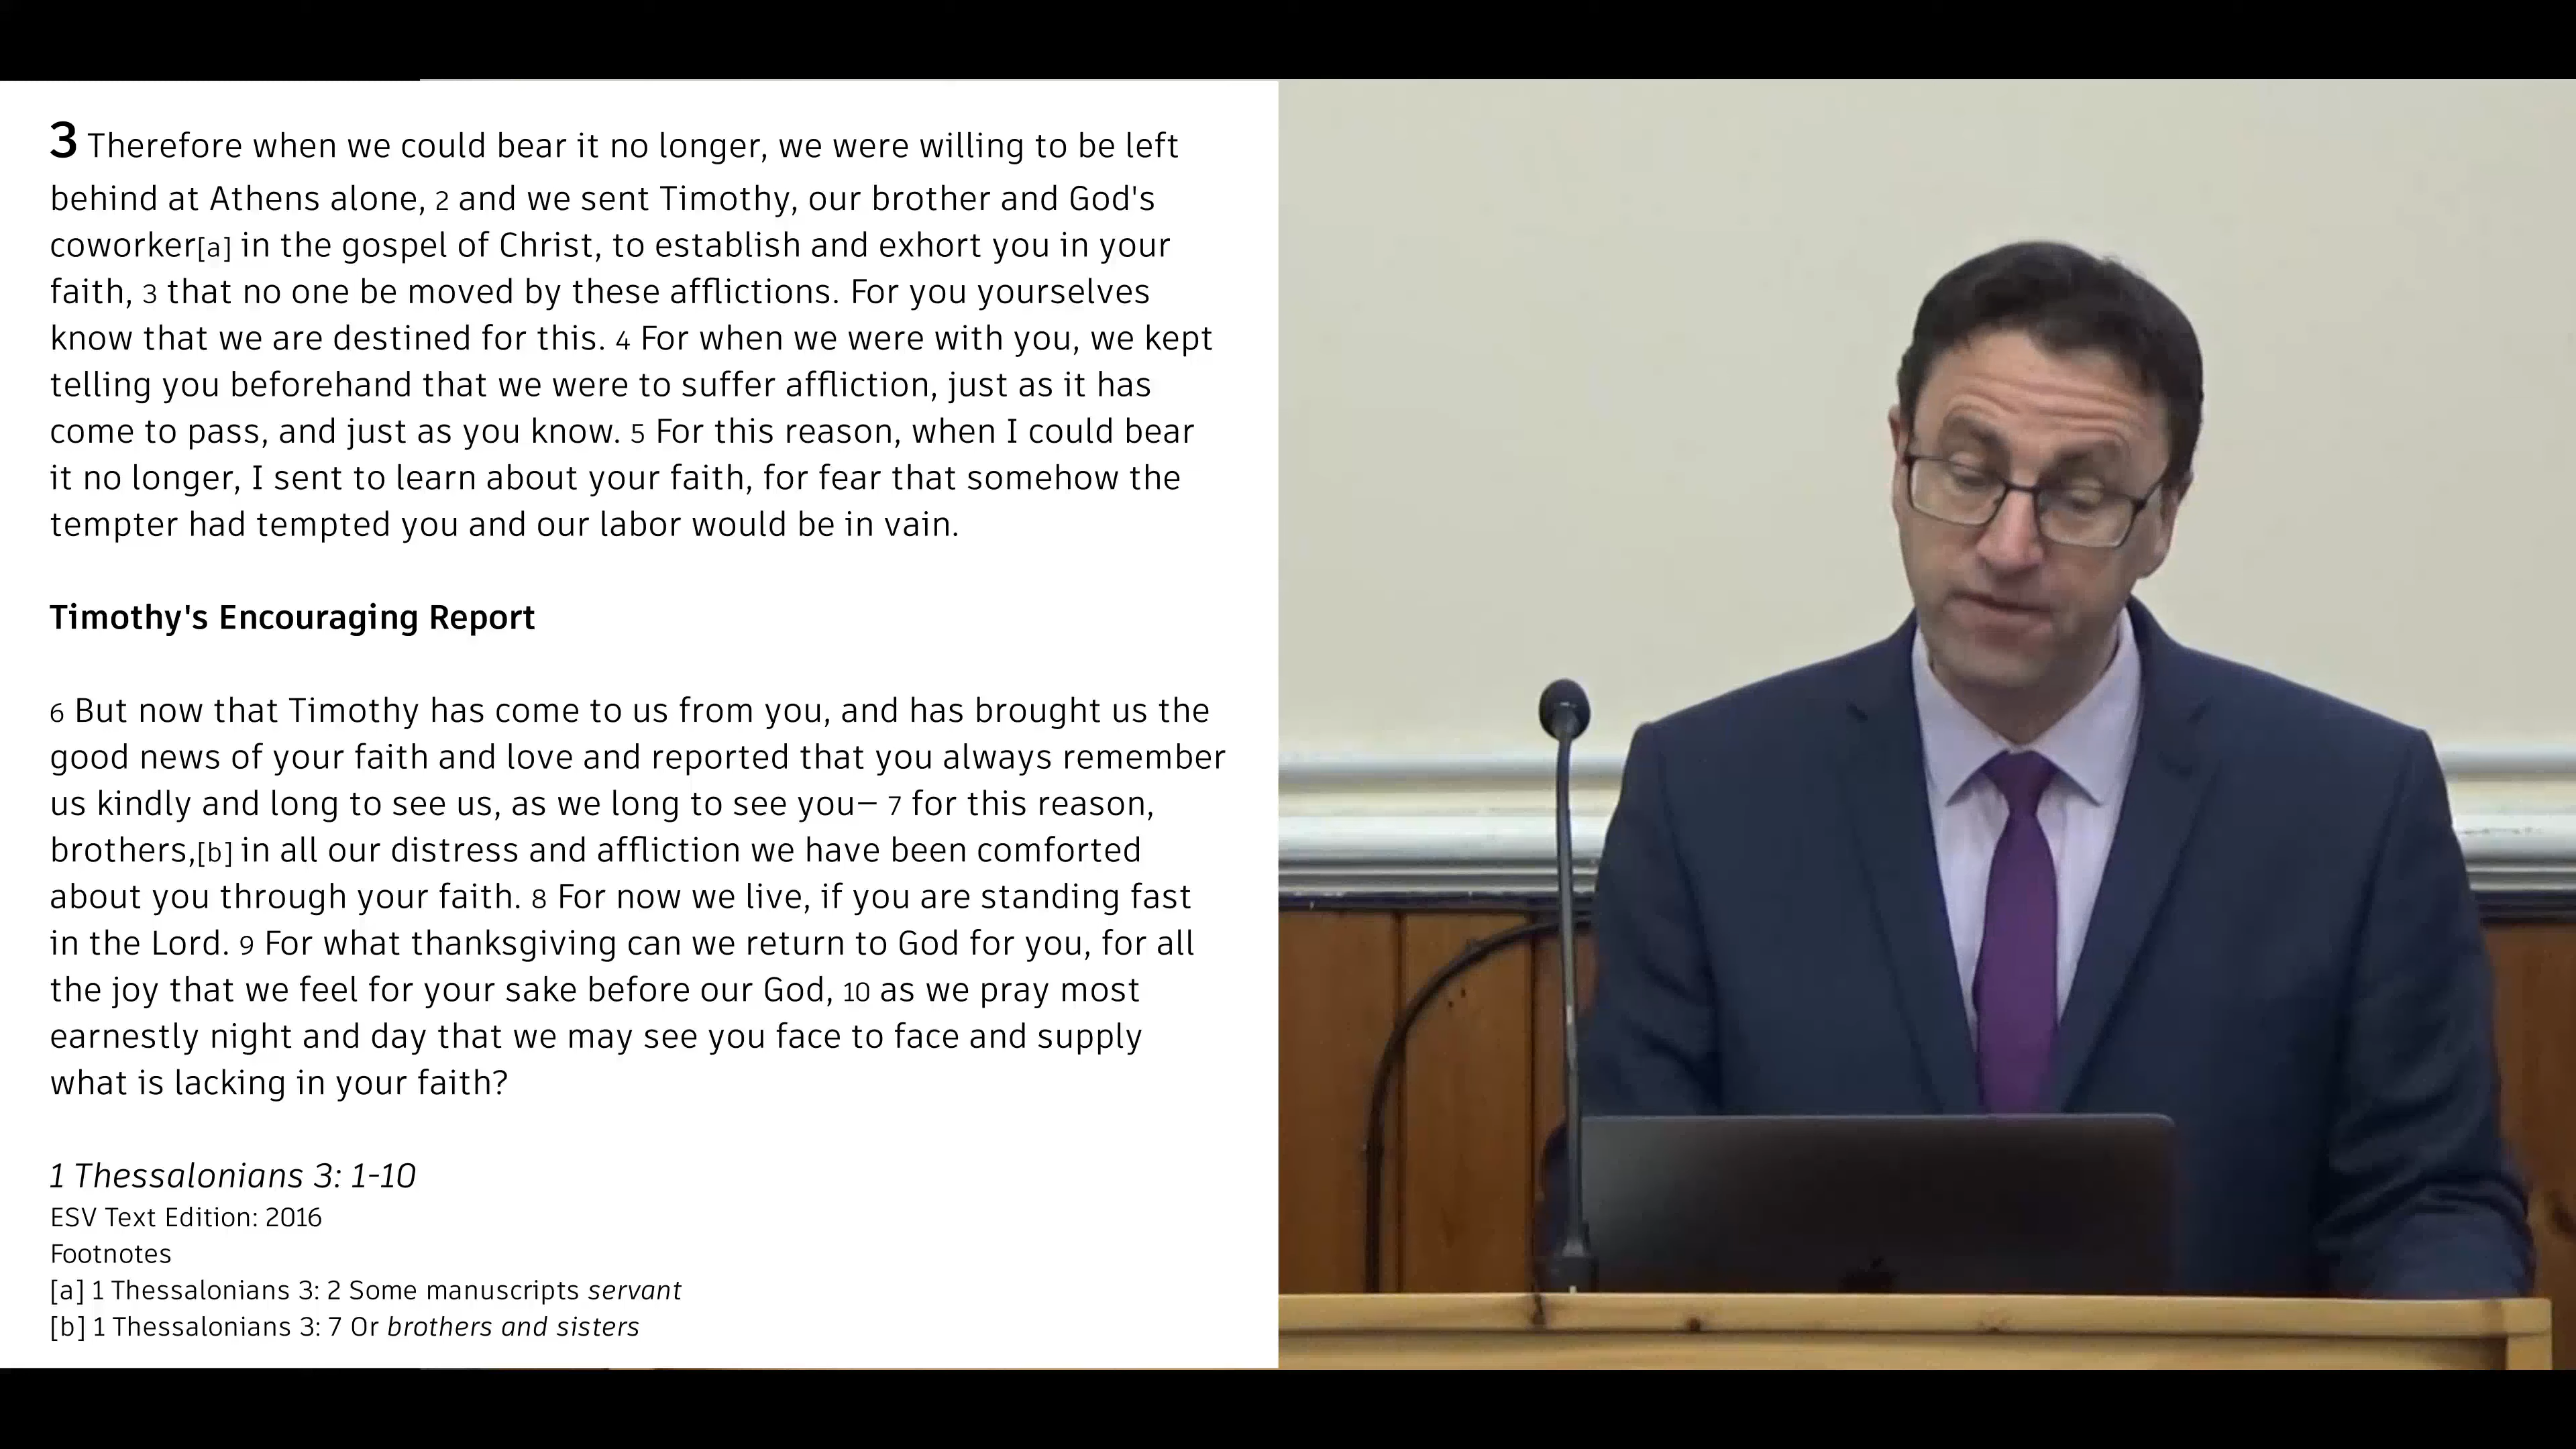 3 Therefore when we could bear it no longer, we were willing to be left
behind at Athens alone, 2 and we sent Timothy, our brother and God's
coworker[a] in the gospel of Christ, to establish and exhort you in your
faith, 3 that no one be moved by these afflictions. For you yourselves
know that we are destined for this. 4 For when we were with you, we kept
telling you beforehand that we were to suffer affliction, just as it has
come to pass, and just as you know. 5 For this reason, when I could bear
it no longer, I sent to learn about your faith, for fear that somehow the
tempter had tempted you and our labor would be in vain.
Timothy's Encouraging Report
6 But now that Timothy has come to us from you, and has brought us the
good news of your faith and love and reported that you always remember
us kindly and long to see us, as we long to see you— 7 for this reason,
brothers,[b] in all our distress and affliction we have been comforted
about you through your faith. 8 For now we live, if you are standing fast
in the Lord. 9 For what thanksgiving can we return to God for you, for all
the joy that we feel for your sake before our God, 10 as we pray most
earnestly night and day that we may see you face to face and supply
what is lacking in your faith?
1 Thessalonians 3: 1-10
ESV Text Edition: 2016
Footnotes
[a] 1 Thessalonians 3: 2 Some manuscripts servant
[b] 1 Thessalonians 3: 7 Or brothers and sisters